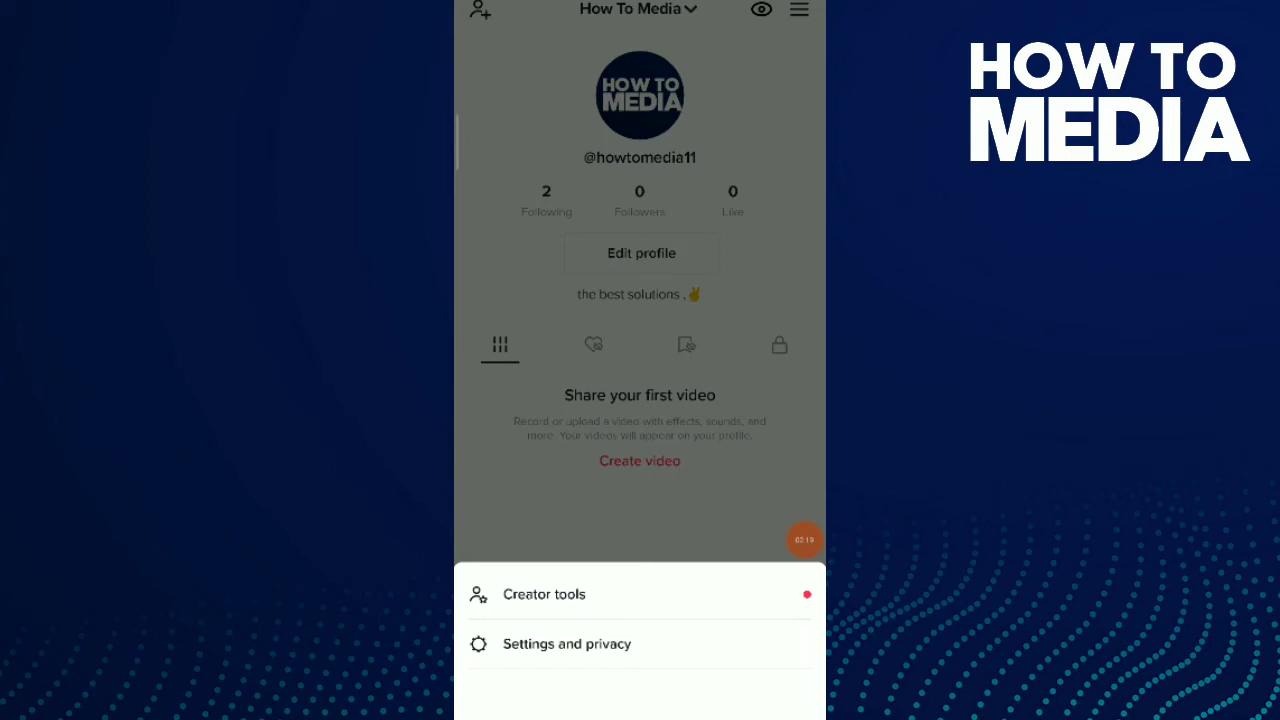 How To Media
HOW TO
MEDIA
HOW TO
MEDIA
@howtomedia11
2
0
0
Following
Followers
Like
Edit profile
the best solutions ,✌
Share your first video
Record or upload a video with effects, sounds, and
more. Your videos will appear on your profile.
Create video
02:19
Creator tools
Settings and privacy